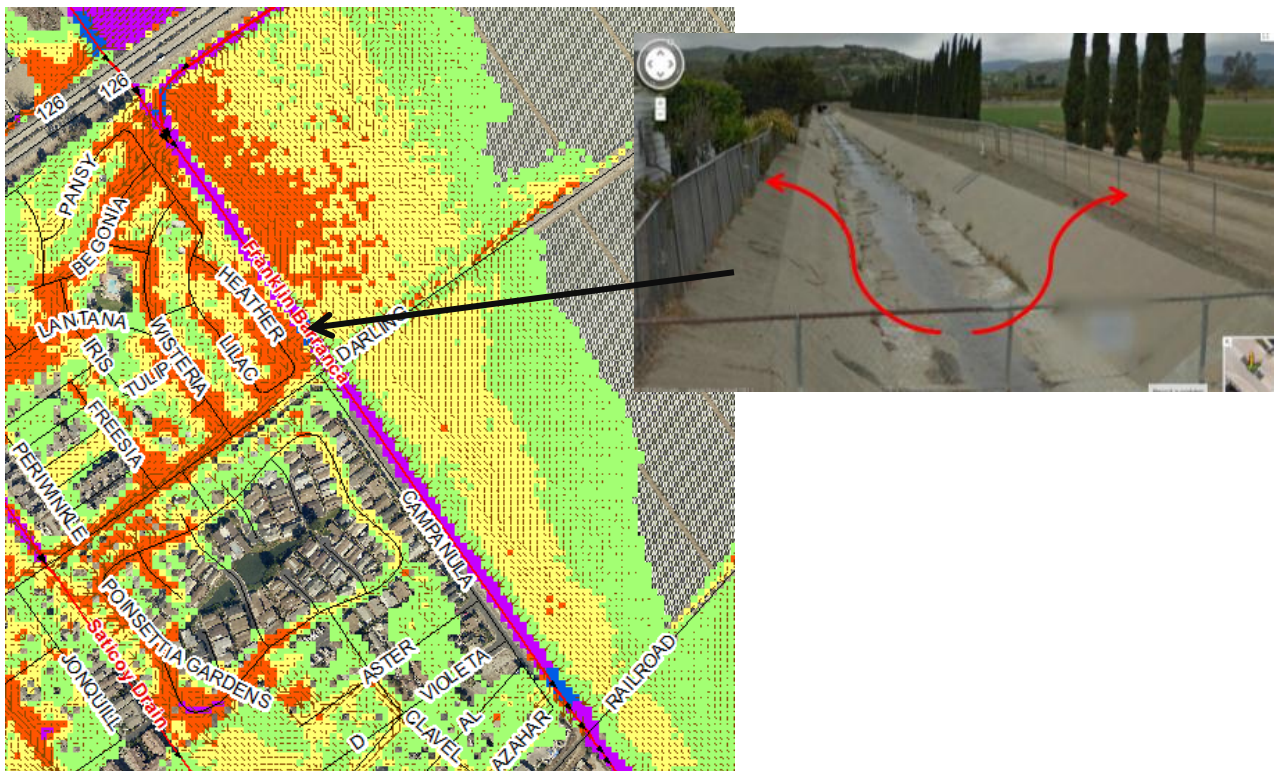 126
126
PANSY
BEGONIA
Franklin Barranca
HEATHER
LANTANA
IRIS
WISTERIA
LILAC
DARLING
TULIP
FREESIA
PERIWINKLE
CAMPANULA
POINSETTIA GARDENS
Saticoy Drain
JONQUILL
ASTER
VIOLETA
RAILROAD
CLAVEL
AL
AZAHAR
D